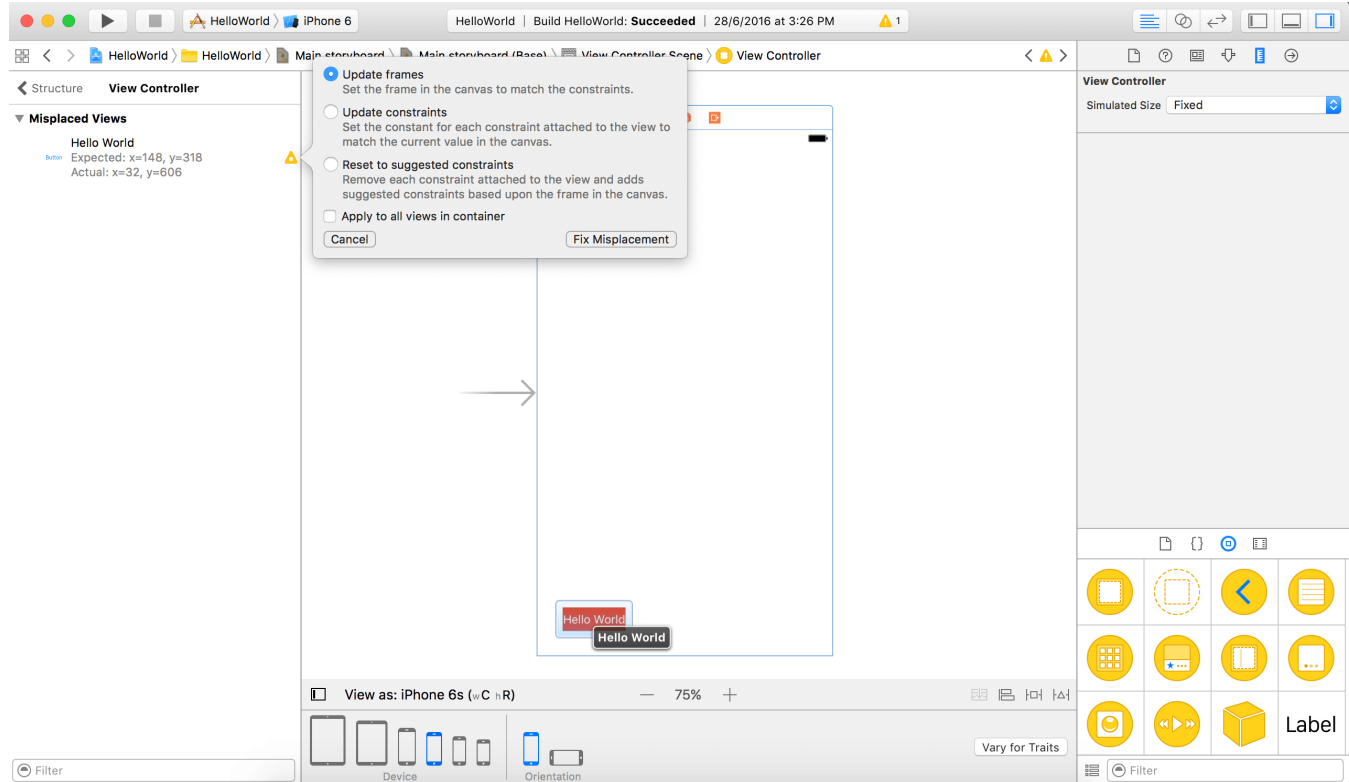 HelloWorld
iPhone 6
HelloWorld | Build HelloWorld: Succeeded | 28/6/2016 at 3:26 PM
1
HelloWorld
HelloWorld
Main storyboard
Main storyboard (Base)
View Controller Scene
View Controller
Structure
View Controller
Misplaced Views
Hello World
Button
Expected: x=148, y=318
Actual: x=32, y=606
Update frames
Set the frame in the canvas to match the constraints.
Update constraints
Set the constant for each constraint attached to the view to
match the current value in the canvas.
Reset to suggested constraints
Remove each constraint attached to the view and adds
suggested constraints based upon the frame in the canvas.
Apply to all views in container
Cancel
Fix Misplacement
View Controller
Simulated Size
Fixed
Hello World
Hello World
View as: iPhone 6s (wC hR)
— 75% +
Device
Orientation
Vary for Traits
{}
Label
Filter
Filter